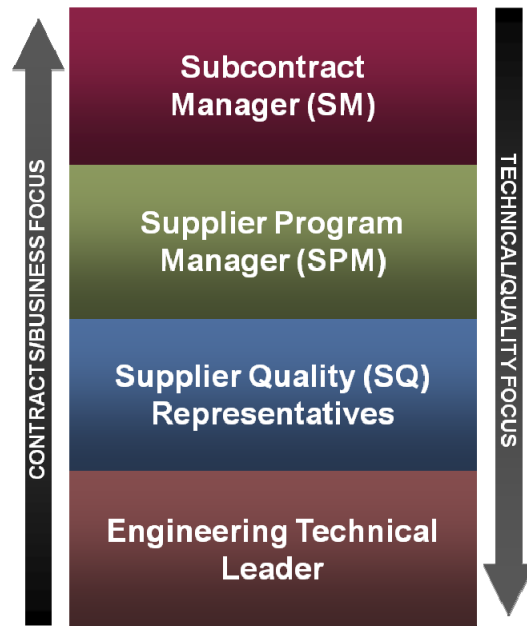 CONTRACTS/BUSINESS FOCUS
Subcontract
Manager (SM)
Supplier Program
Manager (SPM)
Supplier Quality (SQ)
Representatives
Engineering Technical
Leader
TECHNICAL/QUALITY FOCUS